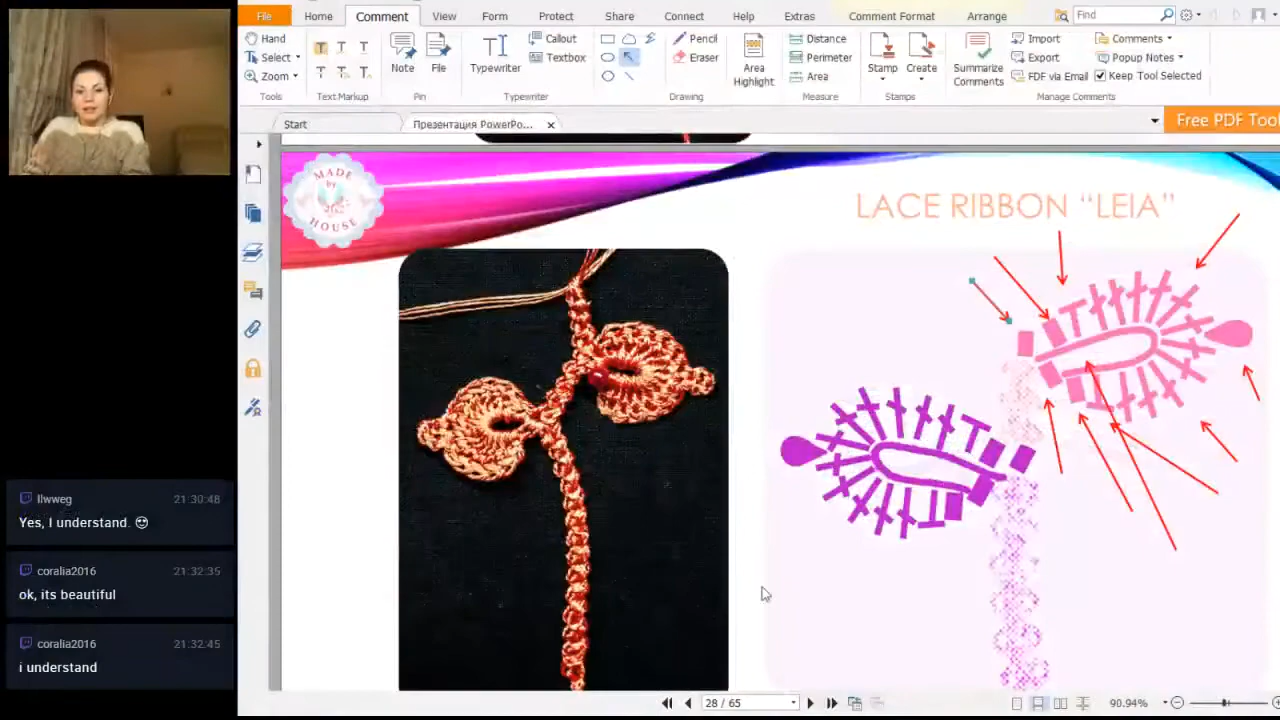 File Home Comment View Form Protect Share Connect Help Extras Comment Format Arrange Find
Hand
Select
Zoom
Tools
T T T
T T T
Text Markup
Note File
Pin
Typewriter
Callout
Textbox
Typewriter
Pencil
Eraser
Drawing
Area
Highlight
Distance
Perimeter
Area
Measure
Stamp Create
Stamps
Summarize
Comments
Import
Export
FDF via Email
Comments
Popup Notes
Keep Tool Selected
Manage Comments
Start Презентация PowerPo... Free PDF Tool
MADE
by
HOUSE
LACE RIBBON “LEIA”
llwweg 21:30:48
Yes, I understand. 😍
coralia2016 21:32:35
ok, its beautiful
coralia2016 21:32:45
i understand
28 / 65 90.94%